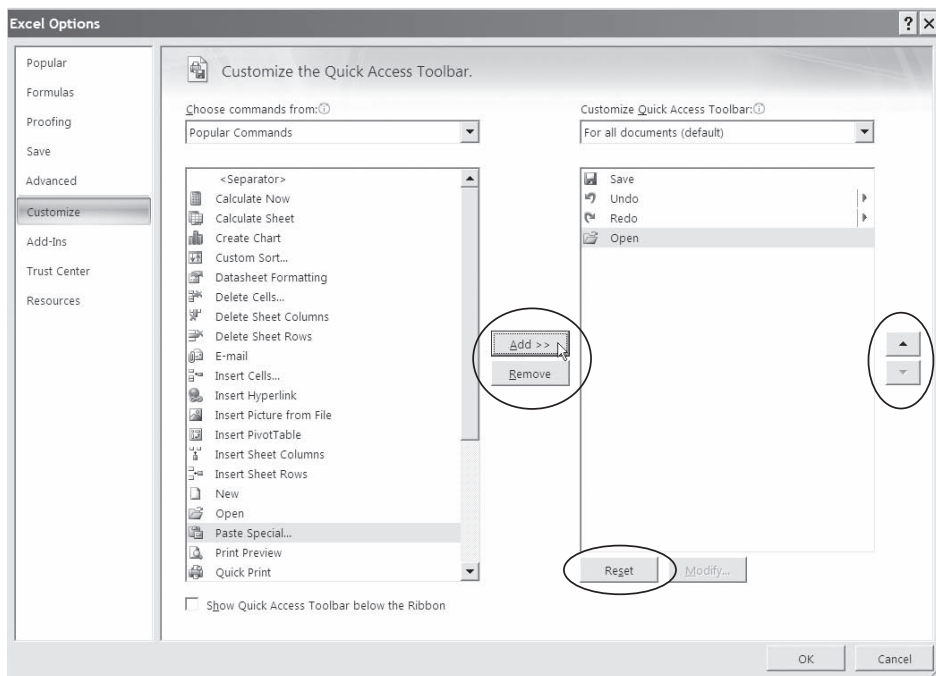 Excel Options
Popular
Formulas
Proofing
Save
Advanced
Customize
Add-Ins
Trust Center
Resources
Customize the Quick Access Toolbar.
Choose commands from:
Popular Commands
<Separator>
Calculate Now
Calculate Sheet
Create Chart
Custom Sort...
Datasheet Formatting
Delete Cells...
Delete Sheet Columns
Delete Sheet Rows
E-mail
Insert Cells...
Insert Hyperlink
Insert Picture from File
Insert PivotTable
Insert Sheet Columns
Insert Sheet Rows
New
Open
Paste Special...
Print Preview
Quick Print
Show Quick Access Toolbar below the Ribbon
Add >>
Remove
Customize Quick Access Toolbar:
For all documents (default)
Save
Undo
Redo
Open
Reset
Modify...
OK
Cancel